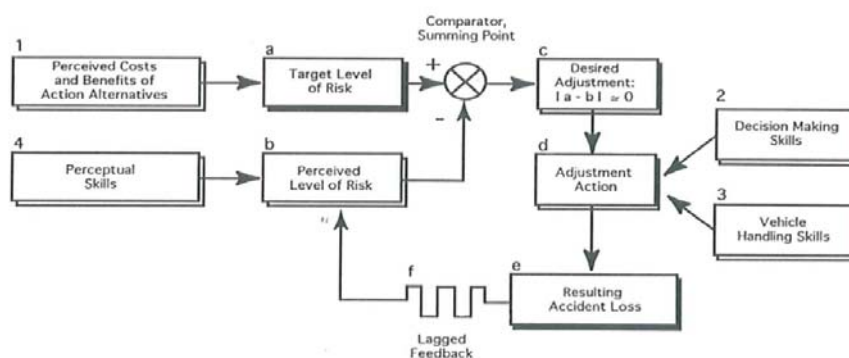 Comparator,
Summing Point
1
Perceived Costs
and Benefits of
Action Alternatives
a
Target Level
of Risk
+
-
c
Desired
Adjustment:
| a - b | ≃ 0
2
Decision Making
Skills
4
Perceptual
Skills
b
Perceived
Level of Risk
d
Adjustment
Action
3
Vehicle
Handling Skills
f
Lagged
Feedback
e
Resulting
Accident Loss